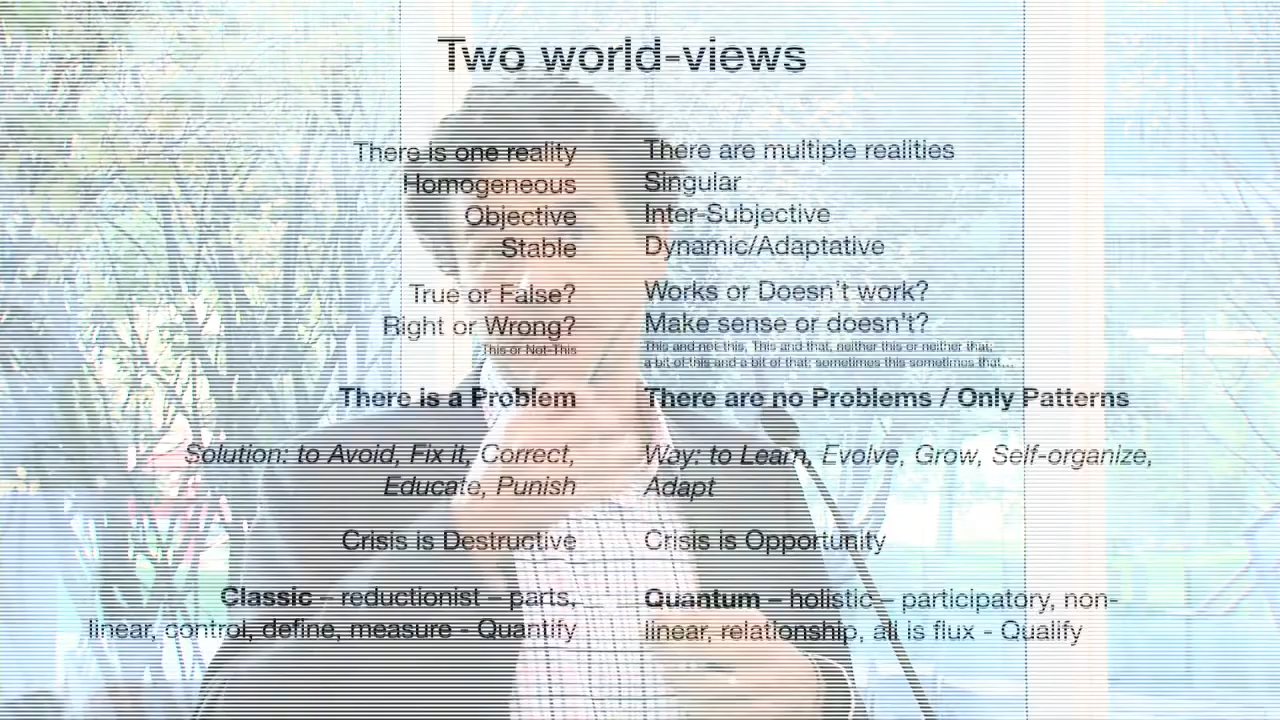 Two world-views
There is one reality
Homogeneous
Objective
Stable
True or False?
Right or Wrong?
This or Not-This
There is a Problem
Solution: to Avoid, Fix it, Correct,
Educate, Punish
Crisis is Destructive
Classic – reductionist – parts,
linear, control, define, measure - Quantify
There are multiple realities
Singular
Inter-Subjective
Dynamic/Adaptative
Works or Doesn't work?
Make sense or doesn't?
This and not this, This and that, neither this or neither that;
a bit of this and a bit of that; sometimes this sometimes that...
There are no Problems / Only Patterns
Way: to Learn, Evolve, Grow, Self-organize,
Adapt
Crisis is Opportunity
Quantum – holistic – participatory, non-
linear, relationship, all is flux - Qualify